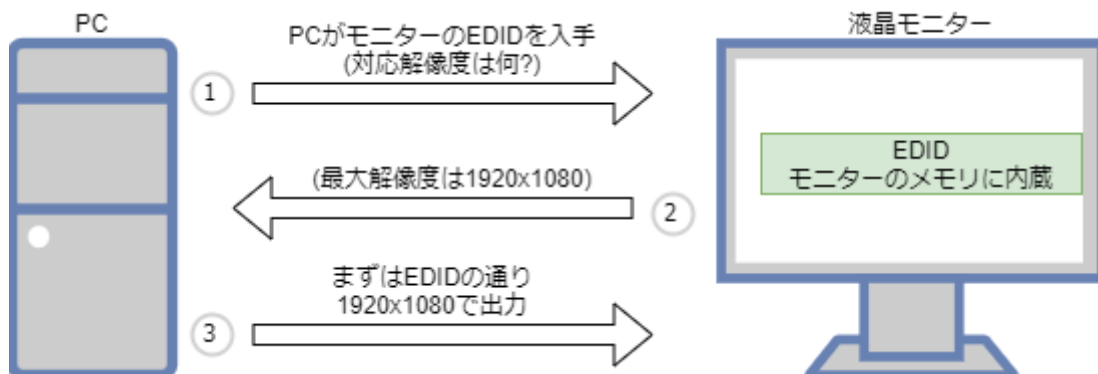 PC
液晶モニター
PCがモニターのEDIDを入手
(対応解像度は何?)
1
EDID
モニターのメモリに内蔵
(最大解像度は1920x1080)
2
まずはEDIDの通り
1920x1080で出力
3